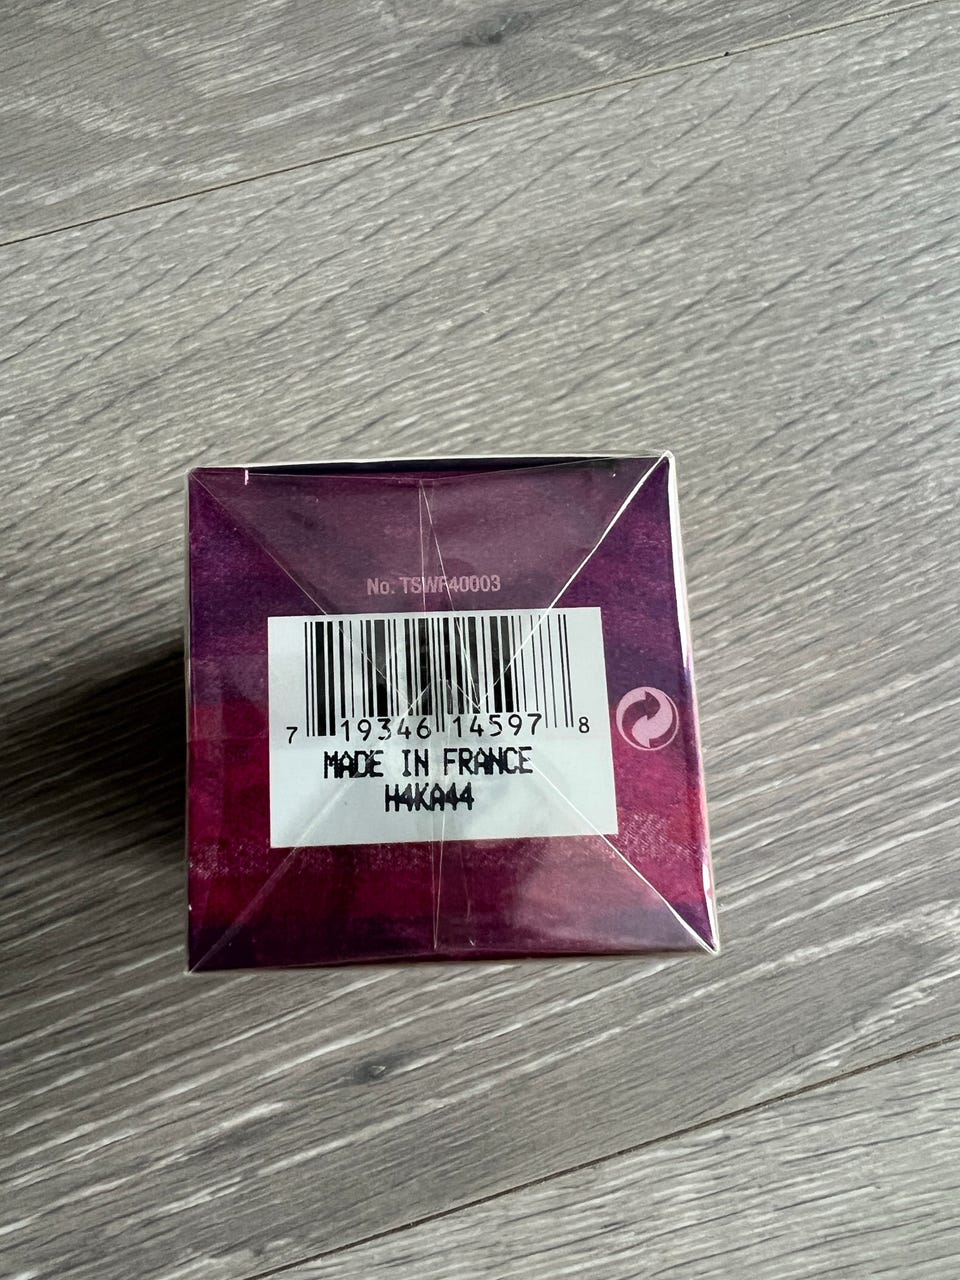 No. TSWF40003
7 19346 14597 8
MADE IN FRANCE
H4KA44